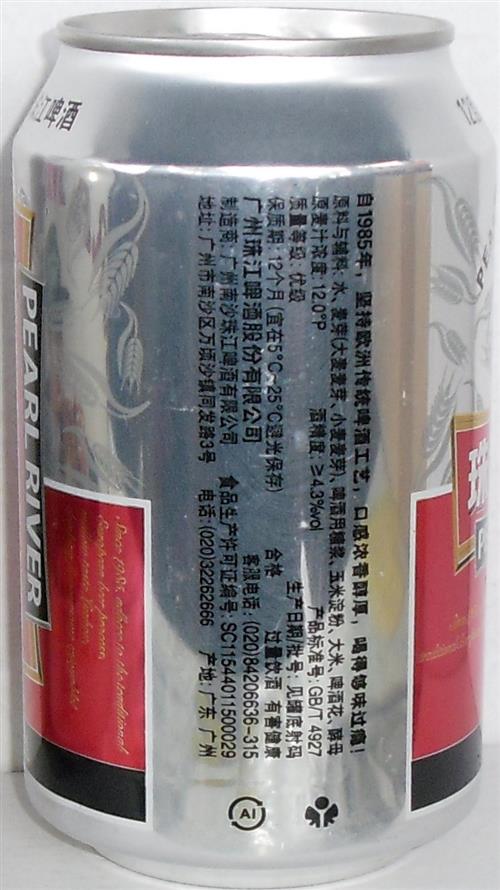 自1985年，坚持欧洲传统啤酒工艺，口感浓香醇厚，喝得够味过瘾！
原料与辅料: 水、麦芽(大麦麦芽、小麦麦芽)、啤酒用糖浆、玉米淀粉、大米、啤酒花、酵母
原麦汁浓度: 12.0°P 酒精度: ≥4.3%vol 产品标准号: GB/T 4927
质量等级: 优级 生产日期/批号: 见罐底射码
保质期: 12个月(宜在5°C~25°C避光保存) 合格 过量饮酒 有害健康
广州珠江啤酒股份有限公司 客服电话: (020)84206636-315
制造商: 广州南沙珠江啤酒有限公司 食品生产许可证编号: SC11544011500029
地址: 广州市南沙区万顷沙镇同发路3号 电话: (020)32262666 产地: 广东 广州
Al
江啤酒
PEARL RIVER
Since 1985, adhere to the traditional
珠